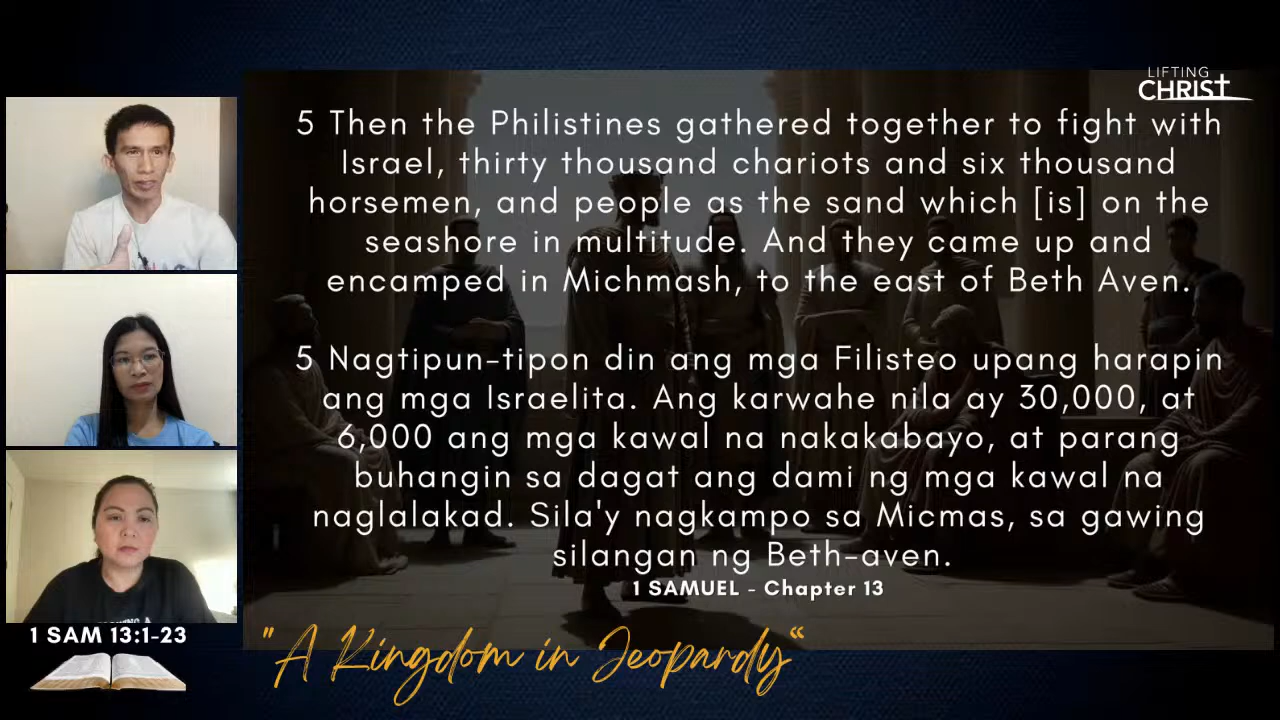 LIFTING
CHRIST
5 Then the Philistines gathered together to fight with
Israel, thirty thousand chariots and six thousand
horsemen, and people as the sand which [is] on the
seashore in multitude. And they came up and
encamped in Michmash, to the east of Beth Aven.
5 Nagtipun-tipon din ang mga Filisteo upang harapin
ang mga Israelita. Ang karwahe nila ay 30,000, at
6,000 ang mga kawal na nakakabayo, at parang
buhangin sa dagat ang dami ng mga kawal na
naglalakad. Sila'y nagkampo sa Micmas, sa gawing
silangan ng Beth-aven.
1 SAMUEL - Chapter 13
1 SAM 13:1-23
"A Kingdom in Jeopardy“